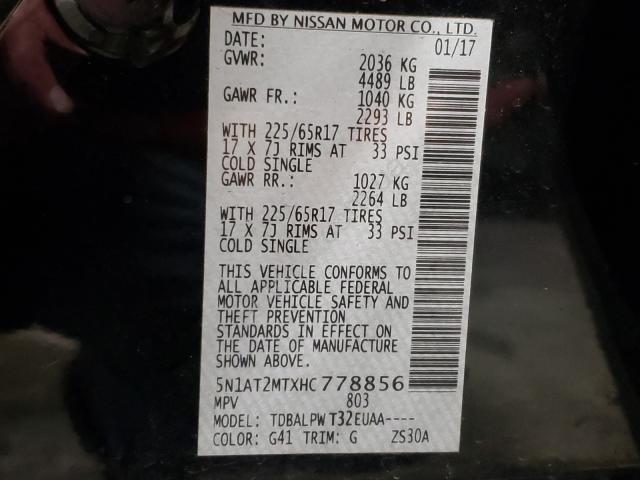 MFD BY NISSAN MOTOR CO., LTD.
DATE: 01/17
GVWR: 2036 KG
4489 LB
GAWR FR.: 1040 KG
2293 LB
WITH 225/65R17 TIRES
17 X 7J RIMS AT 33 PSI
COLD SINGLE
GAWR RR.: 1027 KG
2264 LB
WITH 225/65R17 TIRES
17 X 7J RIMS AT 33 PSI
COLD SINGLE
THIS VEHICLE CONFORMS TO
ALL APPLICABLE FEDERAL
MOTOR VEHICLE SAFETY AND
THEFT PREVENTION
STANDARDS IN EFFECT ON
THE DATE OF MANUFACTURE
SHOWN ABOVE.
5N1AT2MTXHC778856
MPV 803
MODEL: TDBALPWT32EUAA----
COLOR: G41 TRIM: G ZS30A